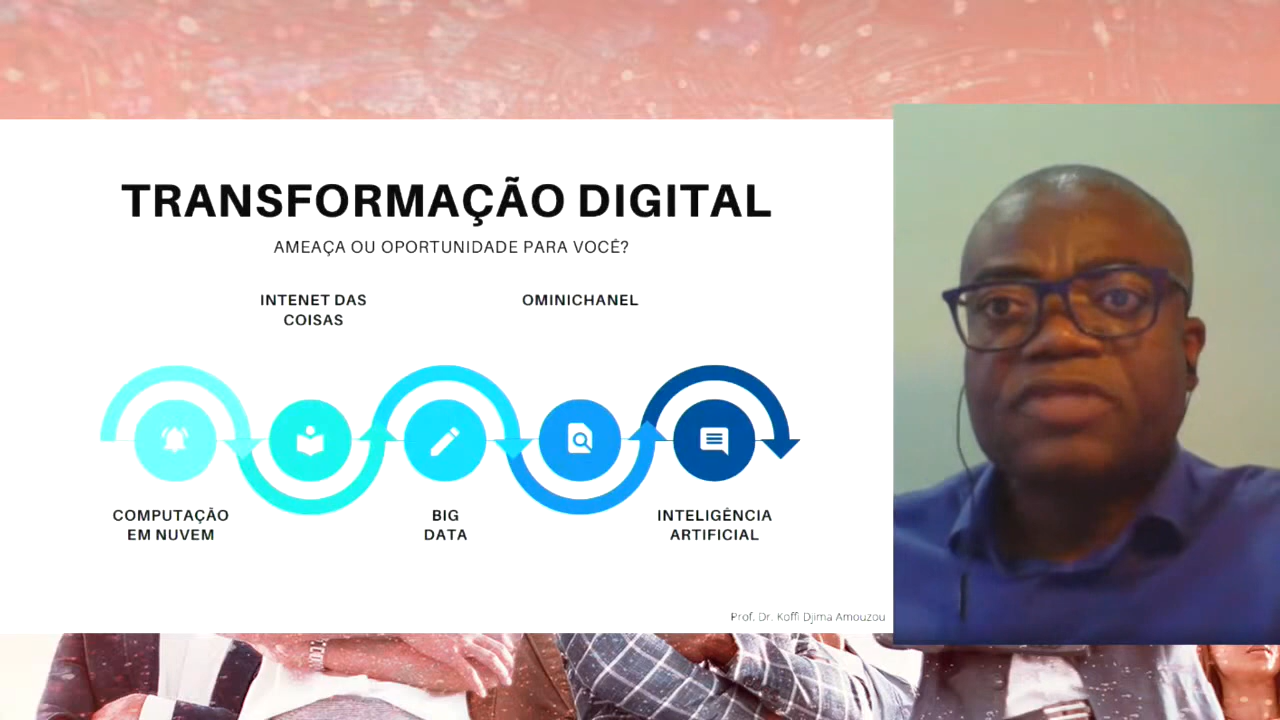 TRANSFORMAÇÃO DIGITAL
AMEAÇA OU OPORTUNIDADE PARA VOCÊ?
INTENET DAS
COISAS
OMINICHANEL
COMPUTAÇÃO
EM NUVEM
BIG
DATA
INTELIGÊNCIA
ARTIFICIAL
Prof. Dr. Koffi Djima Amouzou